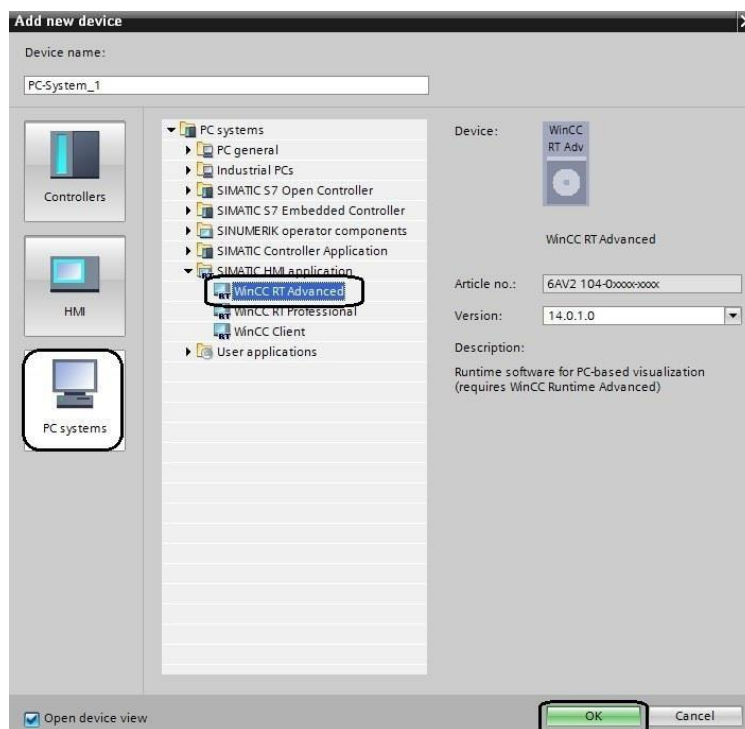 Add new device
Device name:
PC-System_1
Controllers
HMI
PC systems
PC systems
PC general
Industrial PCs
SIMATIC S7 Open Controller
SIMATIC S7 Embedded Controller
SINUMERIK operator components
SIMATIC Controller Application
SIMATIC HMI application
RT WinCC RT Advanced
RT WinCC RT Professional
RT WinCC Client
User applications
Device:
WinCC
RT Adv
WinCC RT Advanced
Article no.: 6AV2 104-0xxxx-xxxx
Version: 14.0.1.0
Description:
Runtime software for PC-based visualization
(requires WinCC Runtime Advanced)
Open device view
OK Cancel